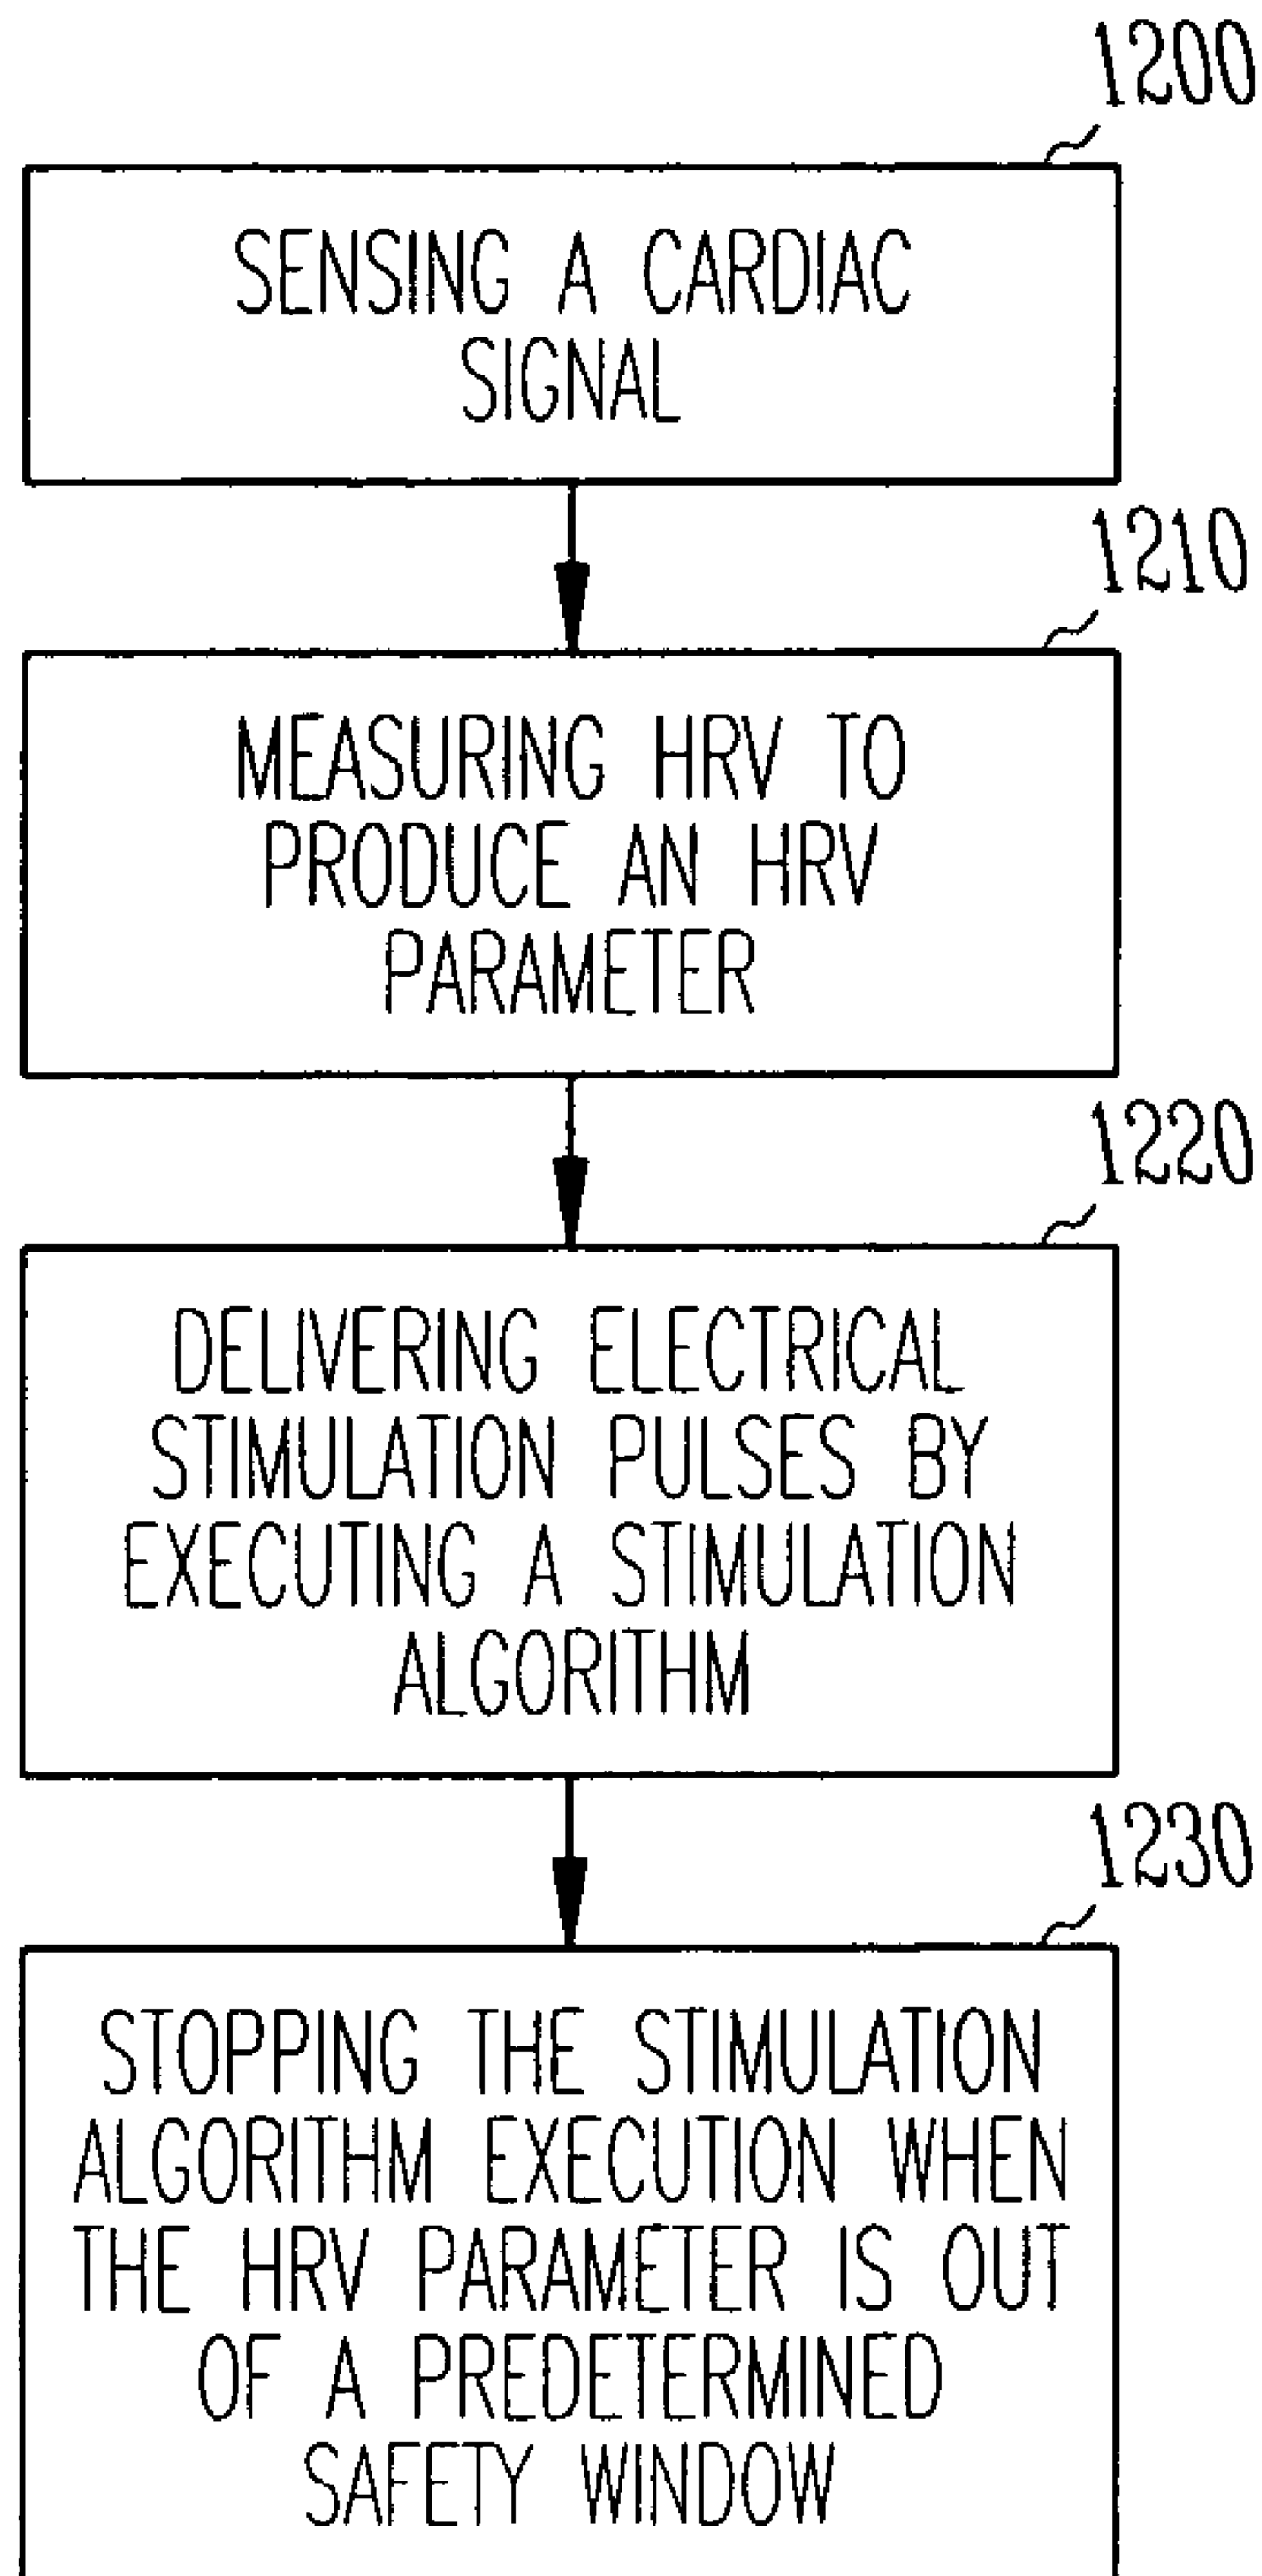 1200
SENSING A CARDIAC
SIGNAL
1210
MEASURING HRV TO
PRODUCE AN HRV
PARAMETER
1220
DELIVERING ELECTRICAL
STIMULATION PULSES BY
EXECUTING A STIMULATION
ALGORITHM
1230
STOPPING THE STIMULATION
ALGORITHM EXECUTION WHEN
THE HRV PARAMETER IS OUT
OF A PREDETERMINED
SAFETY WINDOW